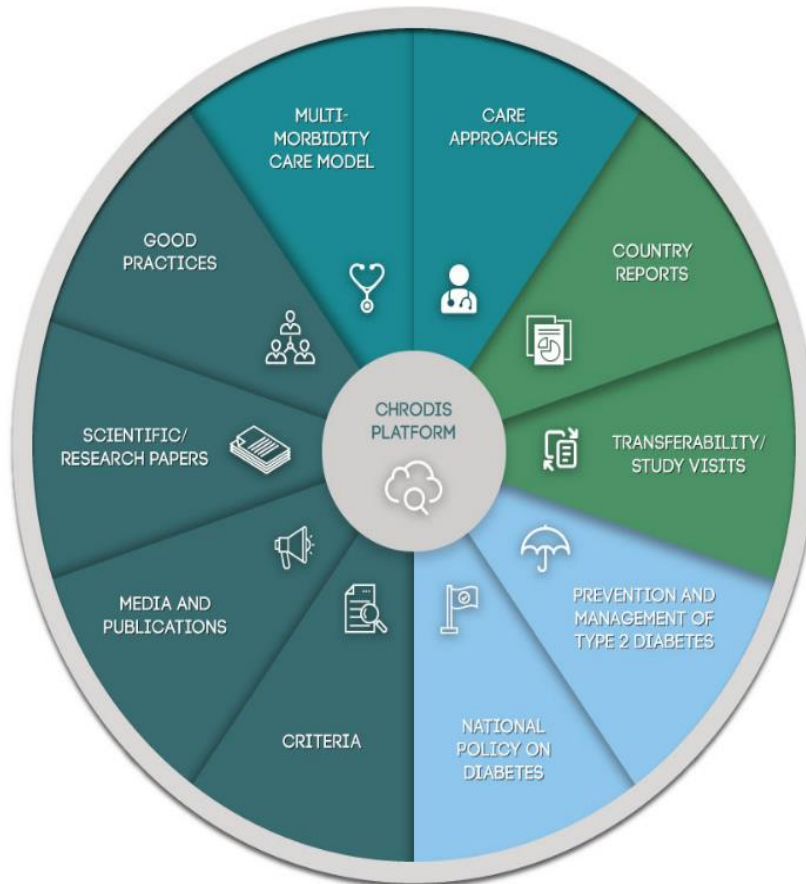 MULTI-
MORBIDITY
CARE MODEL
CARE
APPROACHES
COUNTRY
REPORTS
TRANSFERABILITY/
STUDY VISITS
PREVENTION AND
MANAGEMENT OF
TYPE 2 DIABETES
NATIONAL
POLICY ON
DIABETES
CRITERIA
MEDIA AND
PUBLICATIONS
SCIENTIFIC/
RESEARCH PAPERS
GOOD
PRACTICES
CHRODIS
PLATFORM